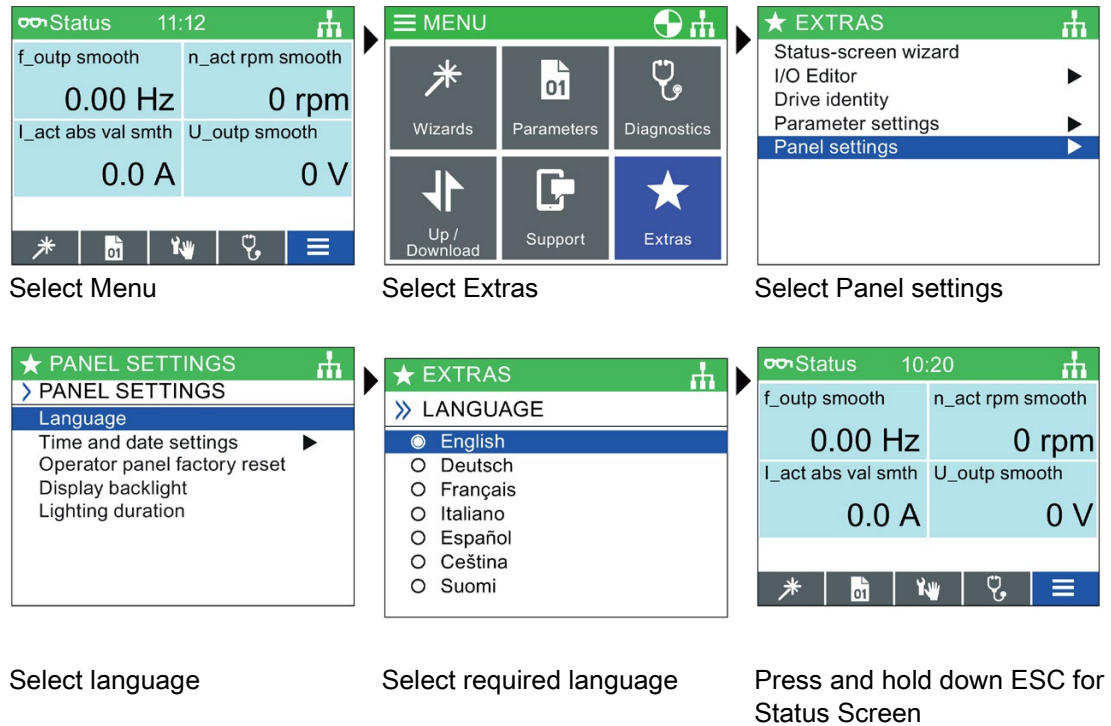 Status 11:12
f_outp smooth n_act rpm smooth
0.00 Hz 0 rpm
I_act abs val smth U_outp smooth
0.0 A 0 V
01
Select Menu
MENU
Wizards Parameters Diagnostics
01
Up / Download Support Extras
Select Extras
EXTRAS
Status-screen wizard
I/O Editor
Drive identity
Parameter settings
Panel settings
Select Panel settings
PANEL SETTINGS
PANEL SETTINGS
Language
Time and date settings
Operator panel factory reset
Display backlight
Lighting duration
Select language
EXTRAS
LANGUAGE
English
Deutsch
Français
Italiano
Español
Ceština
Suomi
Select required language
Status 10:20
f_outp smooth n_act rpm smooth
0.00 Hz 0 rpm
I_act abs val smth U_outp smooth
0.0 A 0 V
01
Press and hold down ESC for
Status Screen